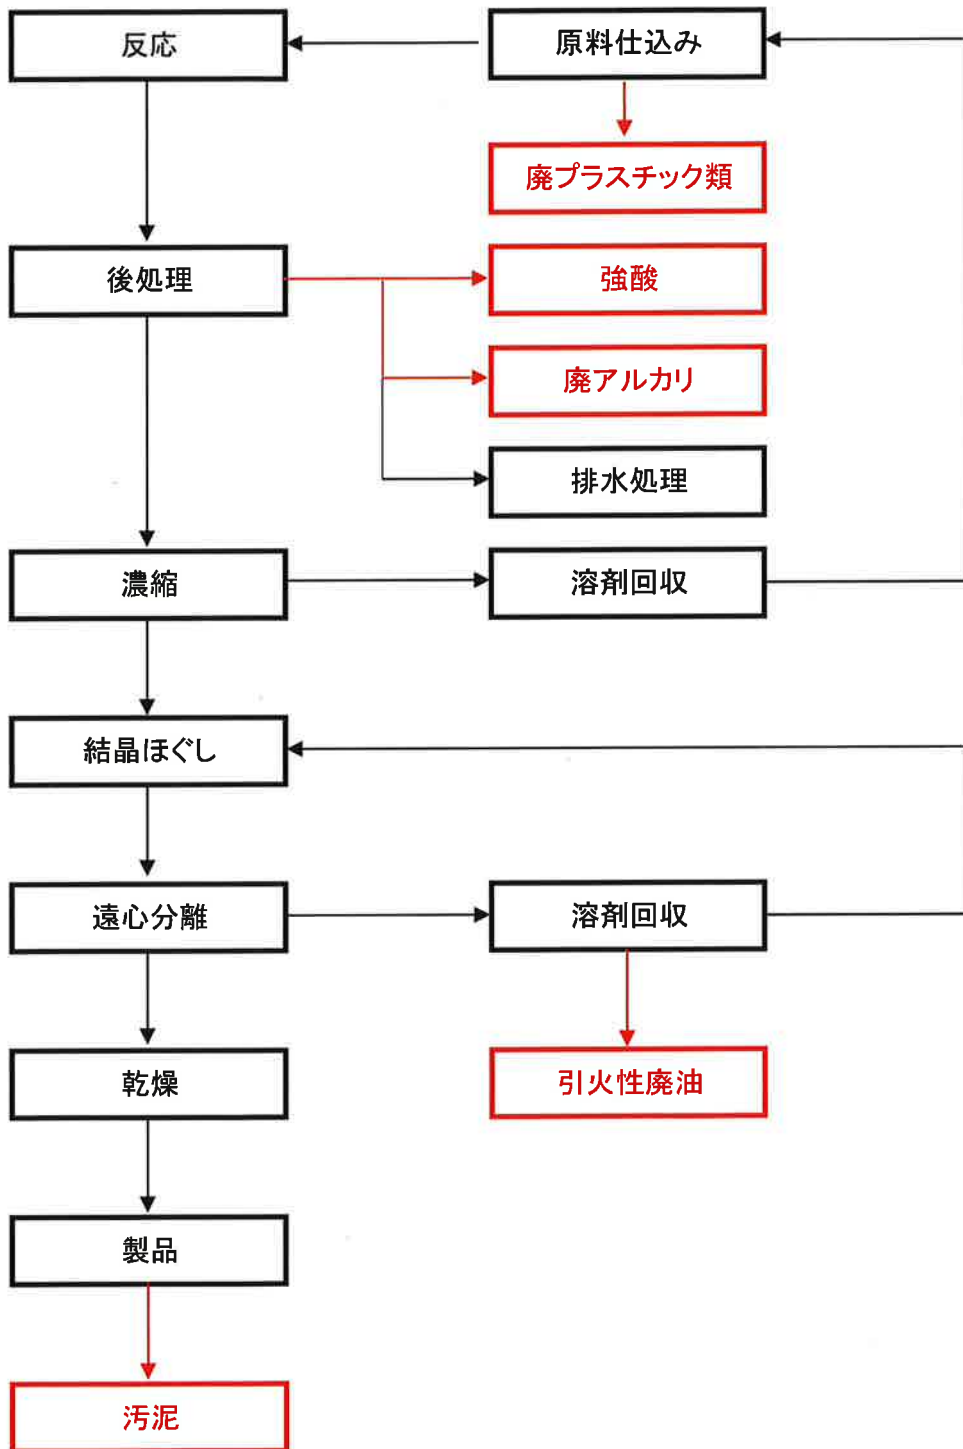 反応
原料仕込み
廃プラスチック類
後処理
強酸
廃アルカリ
排水処理
濃縮
溶剤回収
結晶ほぐし
遠心分離
溶剤回収
乾燥
引火性廃油
製品
汚泥